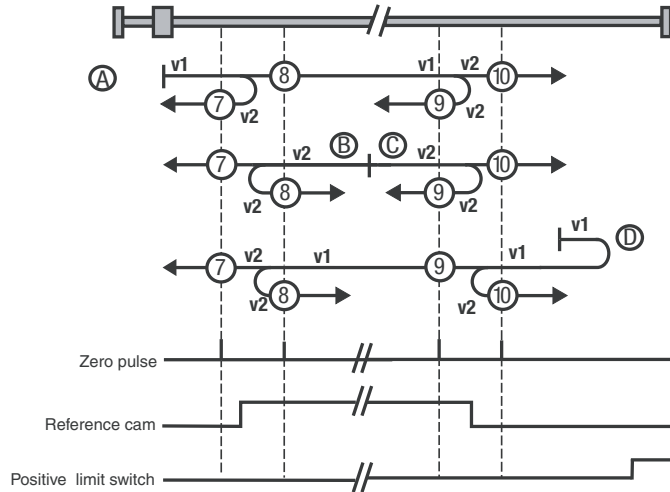 v1 8 v1 v2 10
A
7 v2 9 v2
7 v2 B C v2 10
v2 8 9 v2
v1 D
7 v2 v1 9 v1
v2 8 v2 10
Zero pulse
Reference cam
Positive limit switch